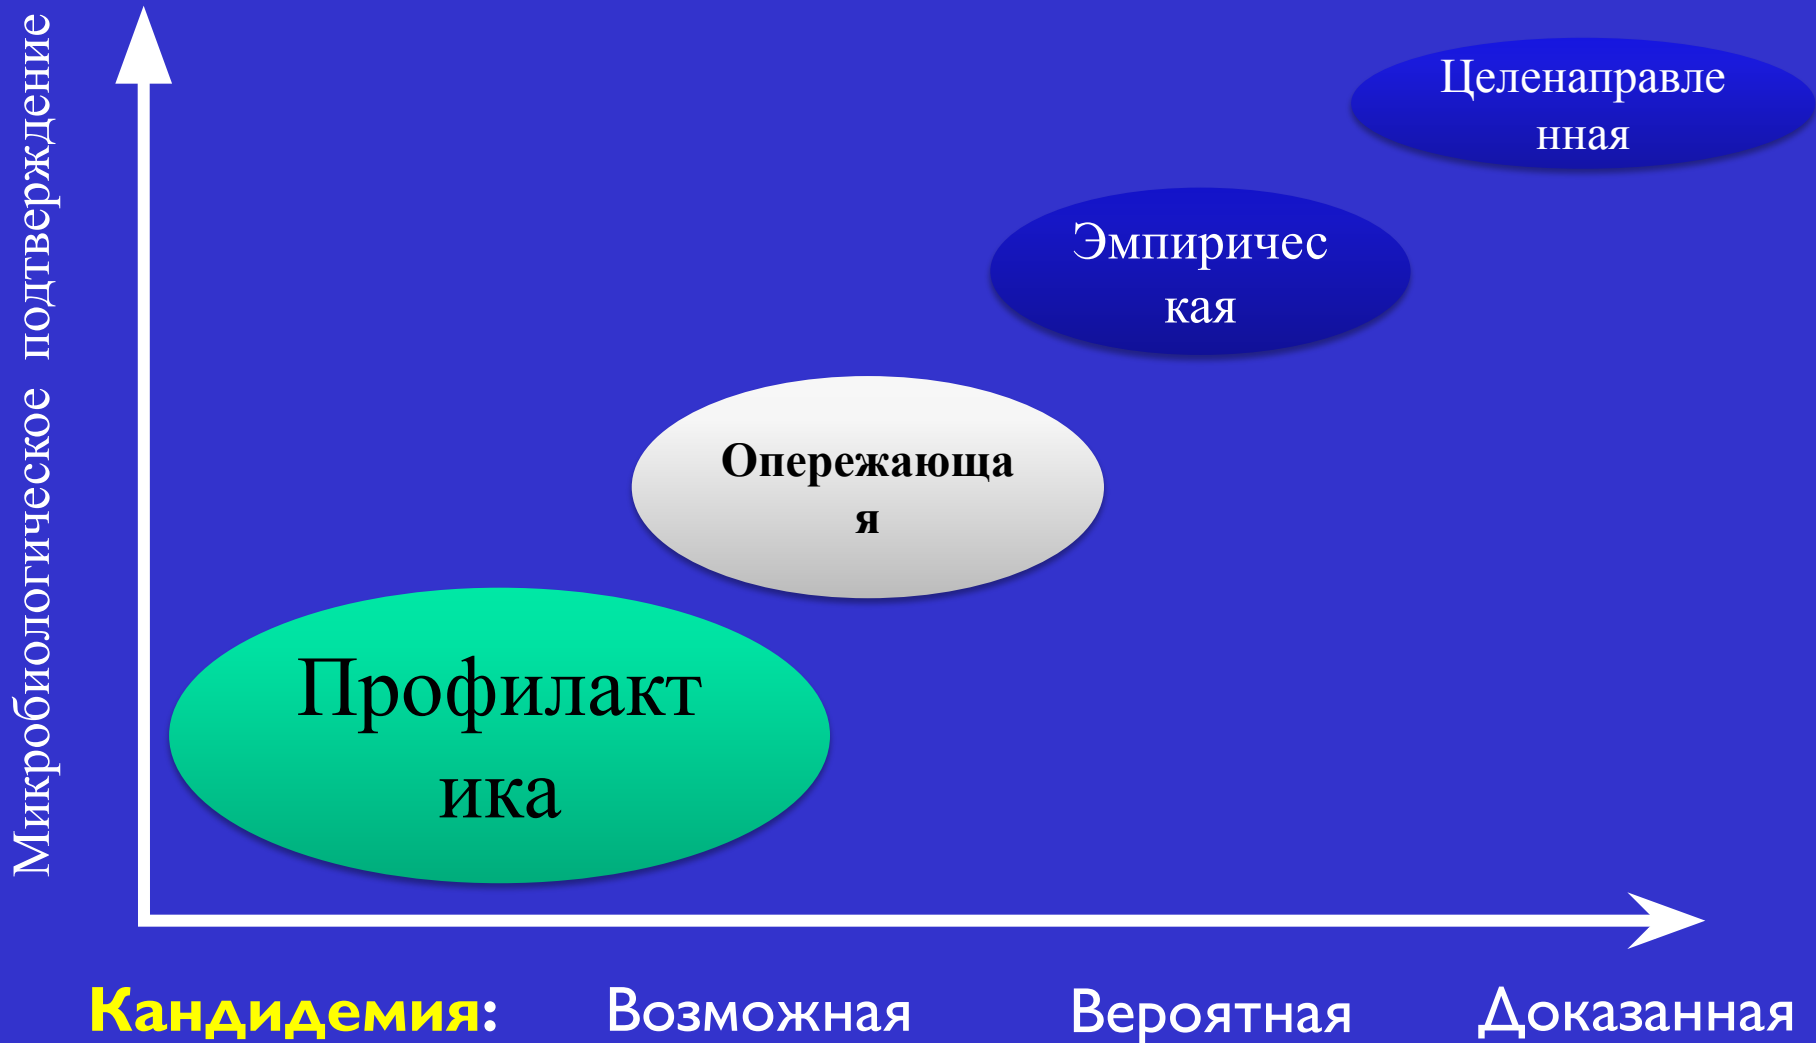 Микробиологическое подтверждение
Целенаправле
нная
Эмпиричес
кая
Опережающа
я
Профилакт
ика
Кандидемия: Возможная Вероятная Доказанная